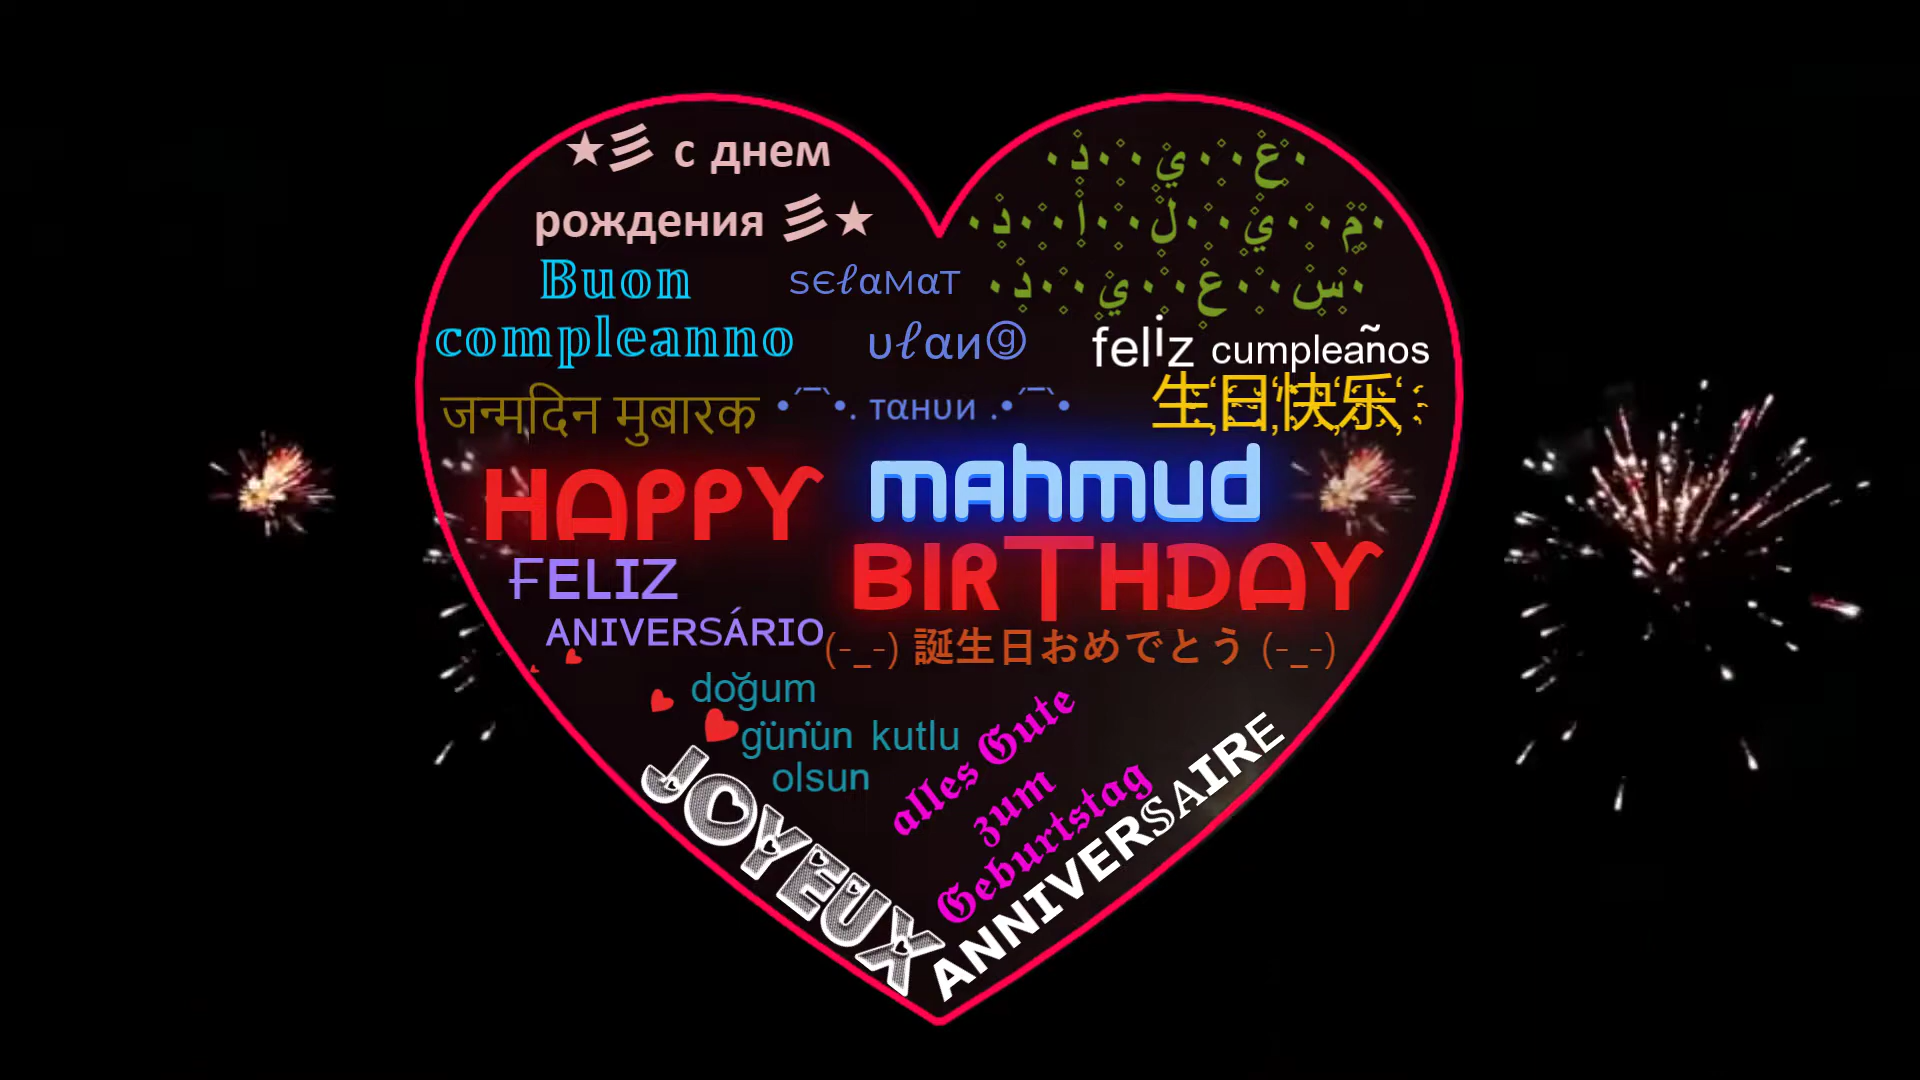 ★彡 с днем
рождения 彡★
عيد
ميلاد
سعيد
Buon
compleanno
sєℓαмαт
υℓαиⓖ
•´¯`•. тαнυи .•´¯`•
feliz cumpleaños
जन्मदिन मुबारक
生日快乐
HAPPY
mahmud
BIRTHDAY
FELIZ
ANIVERSÁRIO
(-_-) 誕生日おめでとう (-_-)
doğum
günün kutlu
olsun
alles Gute
zum
Geburtstag
JOYEUX
ANNIVERSAIRE